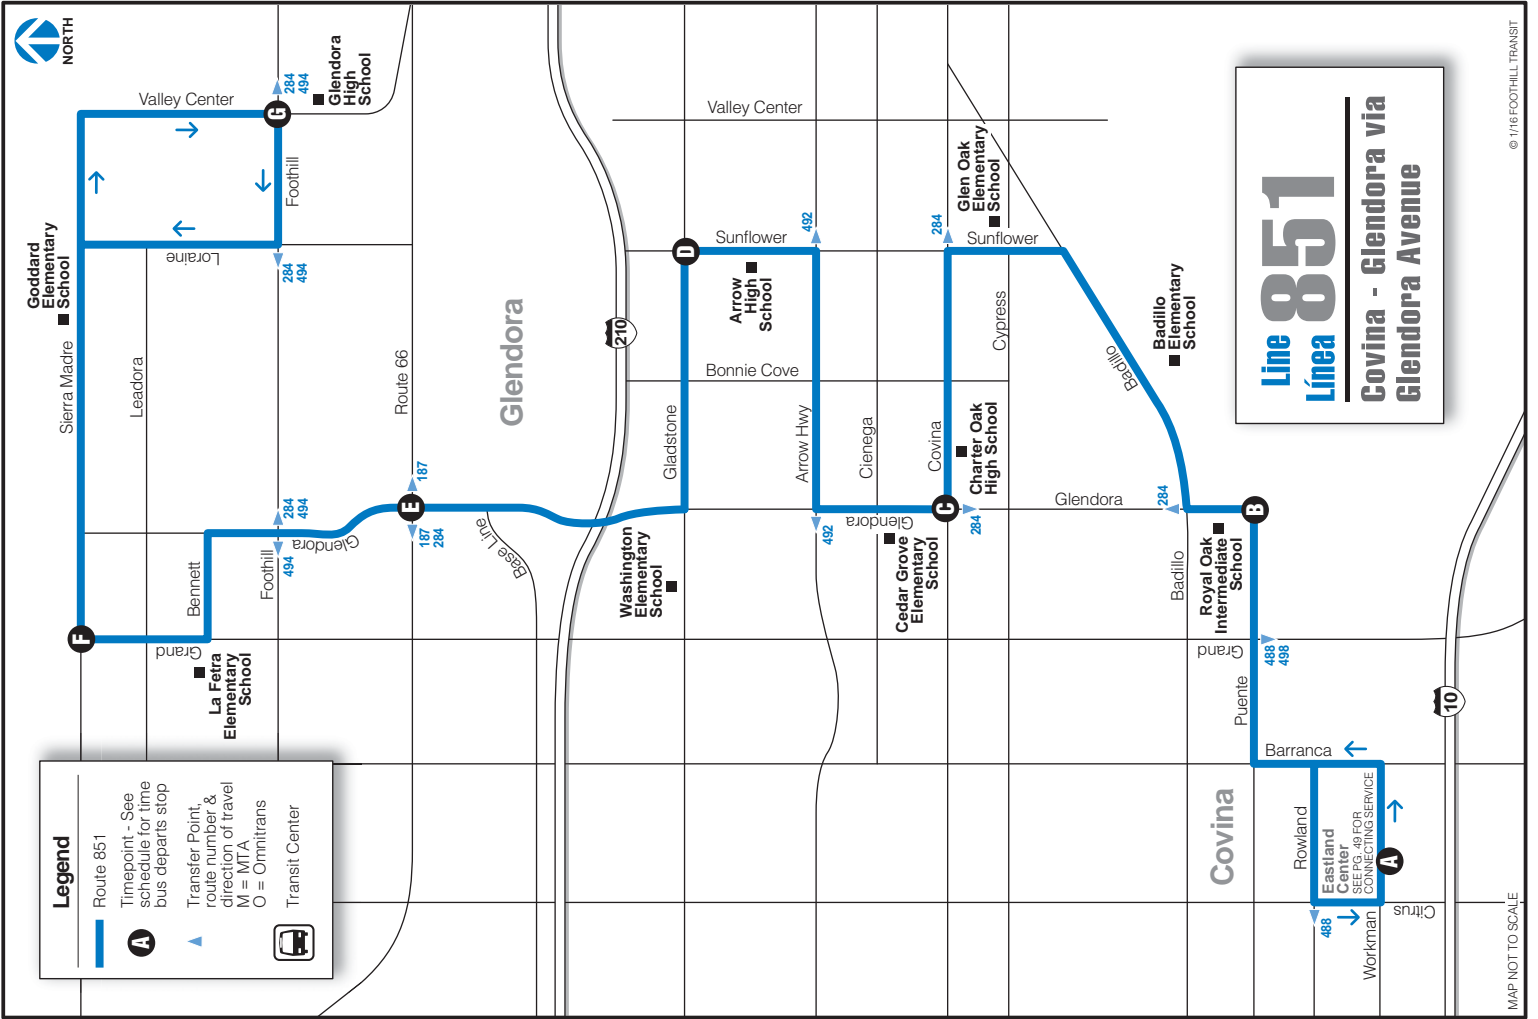 NORTH
Valley Center
284
494
Glendora
High
School
G
Foothill
Loraine
284
494
Goddard
Elementary
School
Sierra Madre
Leadora
Route 66
Glendora
210
Valley Center
Sunflower
D
492
Arrow
High
School
Bonnie Cove
Gladstone
Arrow Hwy
Cienega
Covina
284
Glen Oak
Elementary
School
Sunflower
Cypress
Charter Oak
High School
Badillo
Badillo
Elementary
School
187
E
187
284
284
494
494
Foothill
Glendora
Bennett
F
Grand
La Fetra
Elementary
School
Base Line
Washington
Elementary
School
492
Glendora
C
284
Cedar Grove
Elementary
School
Glendora
284
B
Badillo
Royal Oak
Intermediate
School
Grand
488
498
Puente
10
Barranca
Covina
Rowland
Eastland
Center
SEE PG. 49 FOR
CONNECTING SERVICE
A
488
Workman
Citrus
Legend
Route 851
A
Timepoint - See
schedule for time
bus departs stop
Transfer Point,
route number &
direction of travel
M = MTA
O = Omnitrans
Transit Center
Line
Línea
851
Covina - Glendora via
Glendora Avenue
© 1/16 FOOTHILL TRANSIT
MAP NOT TO SCALE